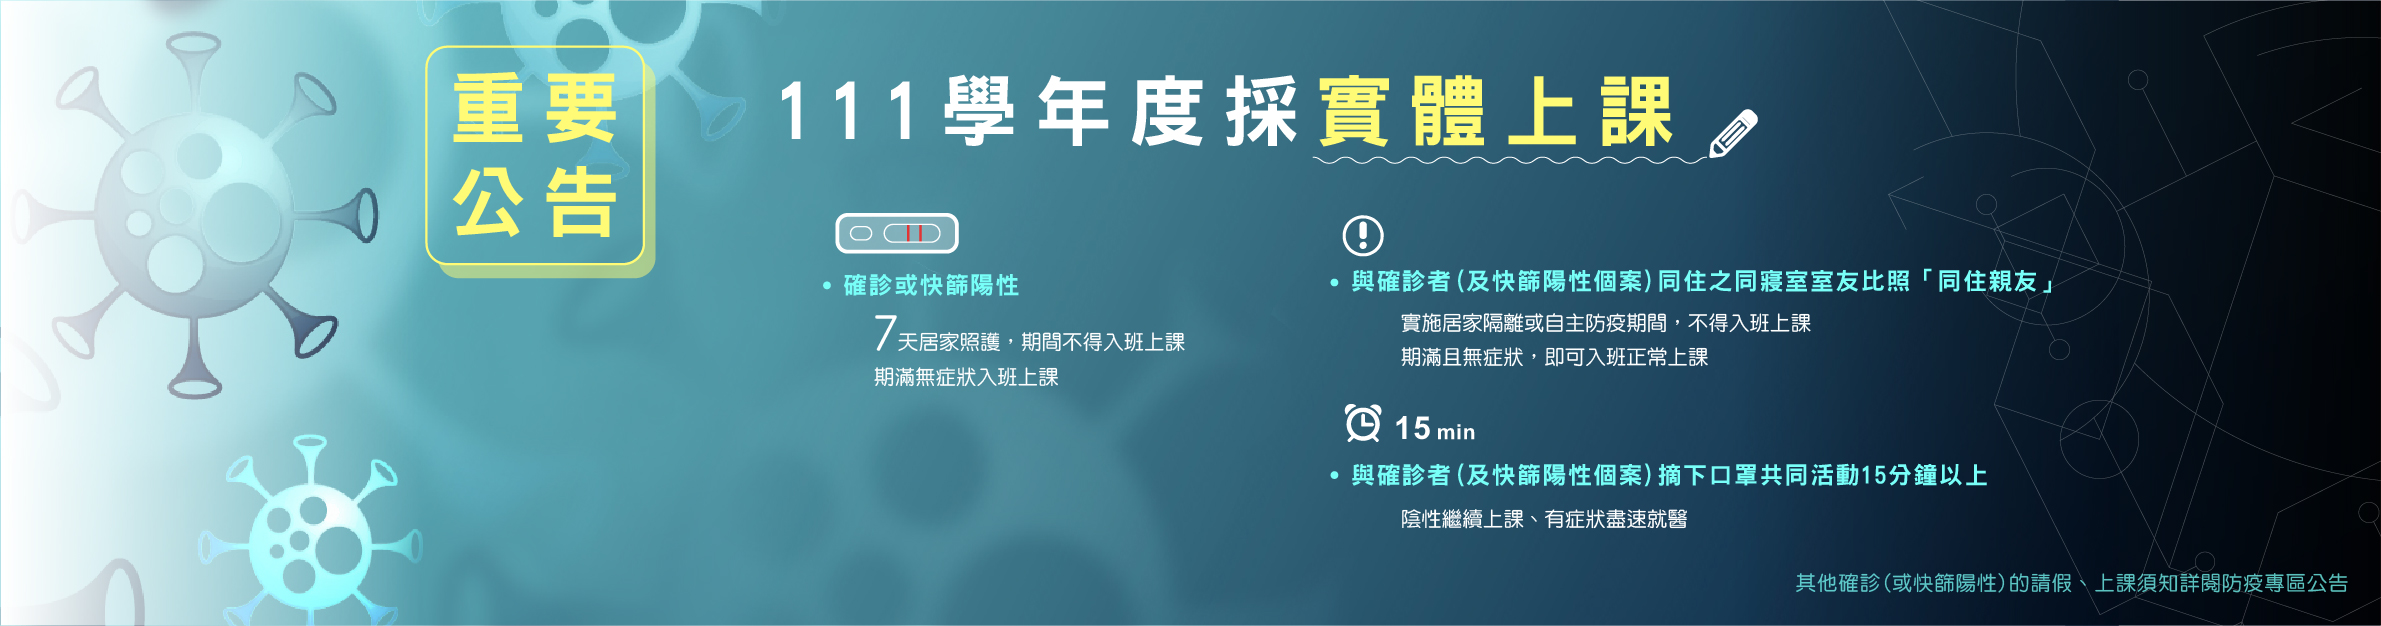 重要
公告
111學年度採實體上課
• 確診或快篩陽性
7天居家照護，期間不得入班上課
期滿無症狀入班上課
• 與確診者(及快篩陽性個案)同住之同寢室室友比照「同住親友」
實施居家隔離或自主防疫期間，不得入班上課
期滿且無症狀，即可入班正常上課
15 min
• 與確診者(及快篩陽性個案)摘下口罩共同活動15分鐘以上
陰性繼續上課、有症狀盡速就醫
其他確診(或快篩陽性)的請假、上課須知詳閱防疫專區公告